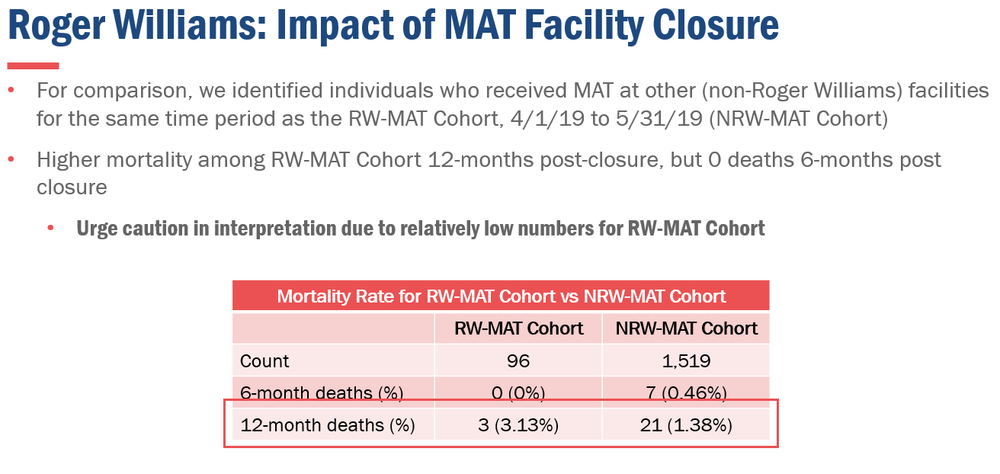 Roger Williams: Impact of MAT Facility Closure
• For comparison, we identified individuals who received MAT at other (non-Roger Williams) facilities
for the same time period as the RW-MAT Cohort, 4/1/19 to 5/31/19 (NRW-MAT Cohort)
• Higher mortality among RW-MAT Cohort 12-months post-closure, but 0 deaths 6-months post
closure
• Urge caution in interpretation due to relatively low numbers for RW-MAT Cohort
Mortality Rate for RW-MAT Cohort vs NRW-MAT Cohort
RW-MAT Cohort NRW-MAT Cohort
Count 96 1,519
6-month deaths (%) 0 (0%) 7 (0.46%)
12-month deaths (%) 3 (3.13%) 21 (1.38%)